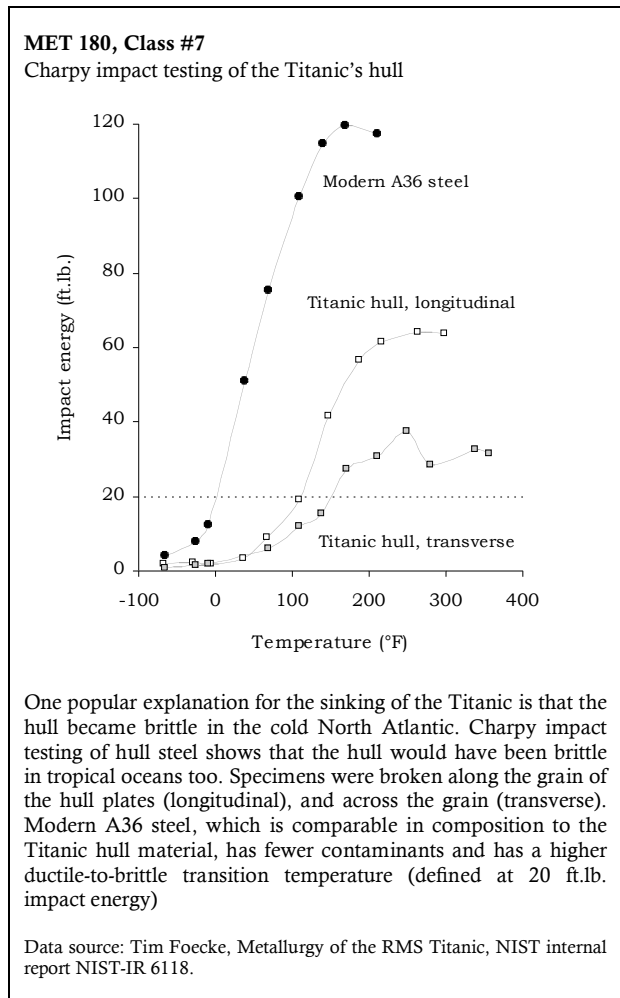 MET 180, Class #7
Charpy impact testing of the Titanic's hull
120
Modern A36 steel
100
80
Titanic hull, longitudinal
60
Impact energy (ft.lb.)
40
20
Titanic hull, transverse
0
-100 0 100 200 300 400
Temperature (°F)
One popular explanation for the sinking of the Titanic is that the
hull became brittle in the cold North Atlantic. Charpy impact
testing of hull steel shows that the hull would have been brittle
in tropical oceans too. Specimens were broken along the grain of
the hull plates (longitudinal), and across the grain (transverse).
Modern A36 steel, which is comparable in composition to the
Titanic hull material, has fewer contaminants and has a higher
ductile-to-brittle transition temperature (defined at 20 ft.lb.
impact energy)
Data source: Tim Foecke, Metallurgy of the RMS Titanic, NIST internal
report NIST-IR 6118.